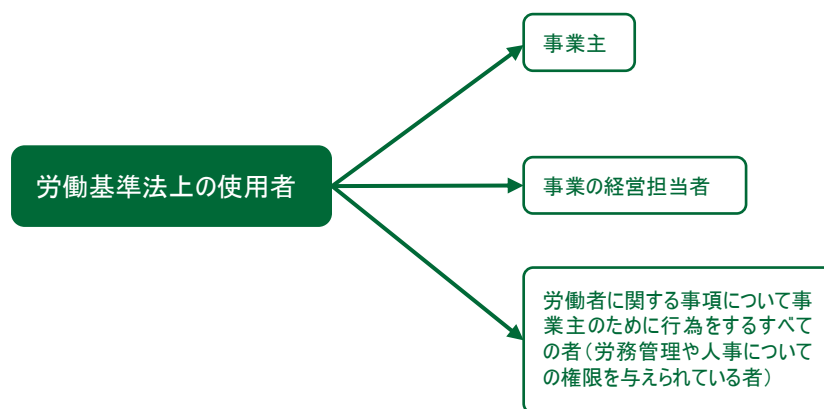 事業主
労働基準法上の使用者
事業の経営担当者
労働者に関する事項について事
業主のために行為をするすべて
の者（労務管理や人事について
の権限を与えられている者）